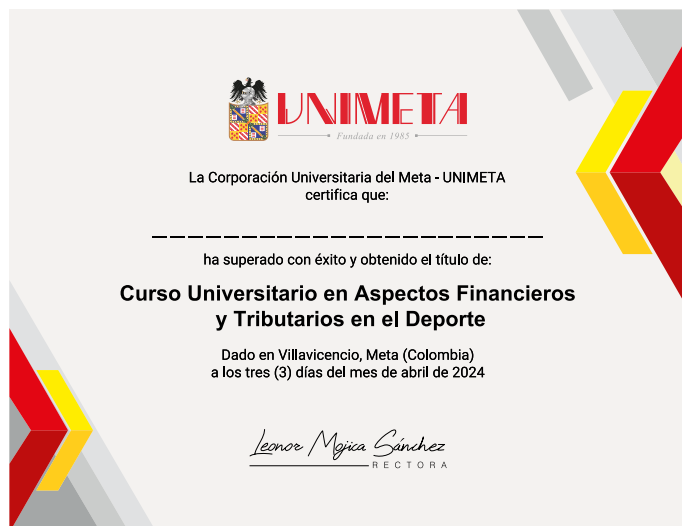 UNIMETA
Fundada en 1985
La Corporación Universitaria del Meta - UNIMETA
certifica que:
ha superado con éxito y obtenido el título de:
Curso Universitario en Aspectos Financieros
y Tributarios en el Deporte
Dado en Villavicencio, Meta (Colombia)
a los tres (3) días del mes de abril de 2024
Leonor Mojica Sánchez
RECTORA